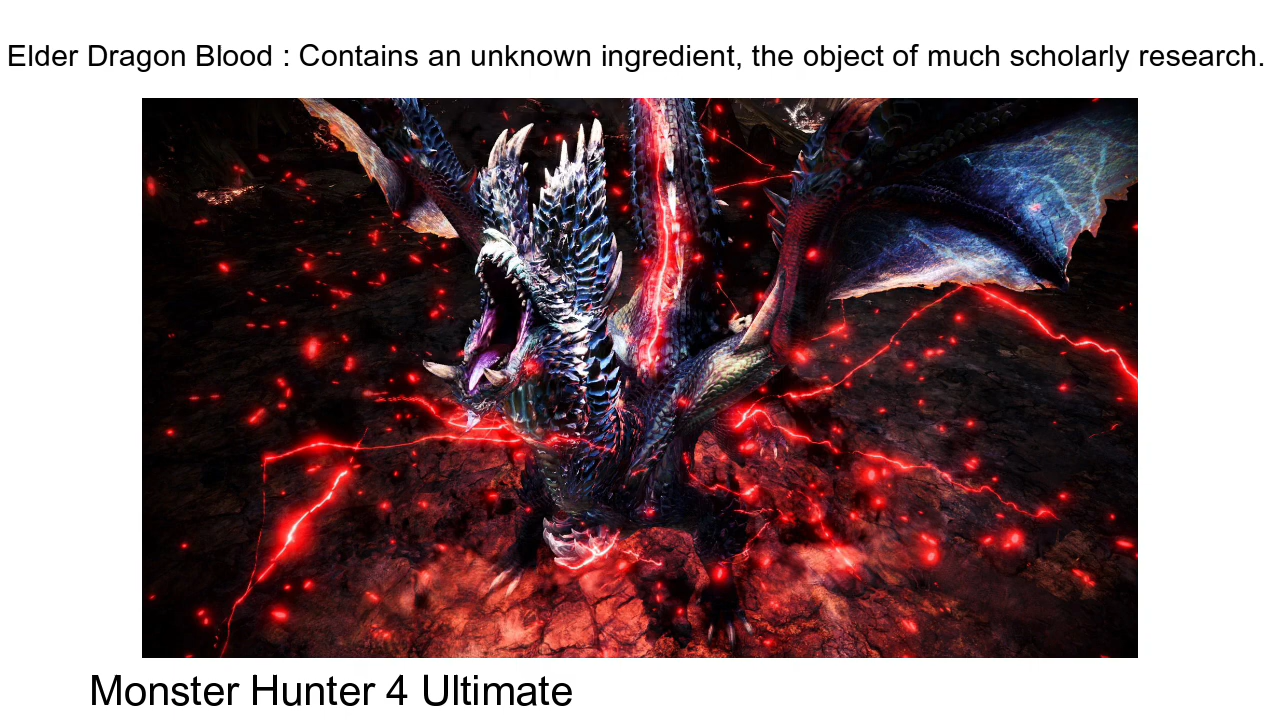 Elder Dragon Blood : Contains an unknown ingredient, the object of much scholarly research.
Monster Hunter 4 Ultimate